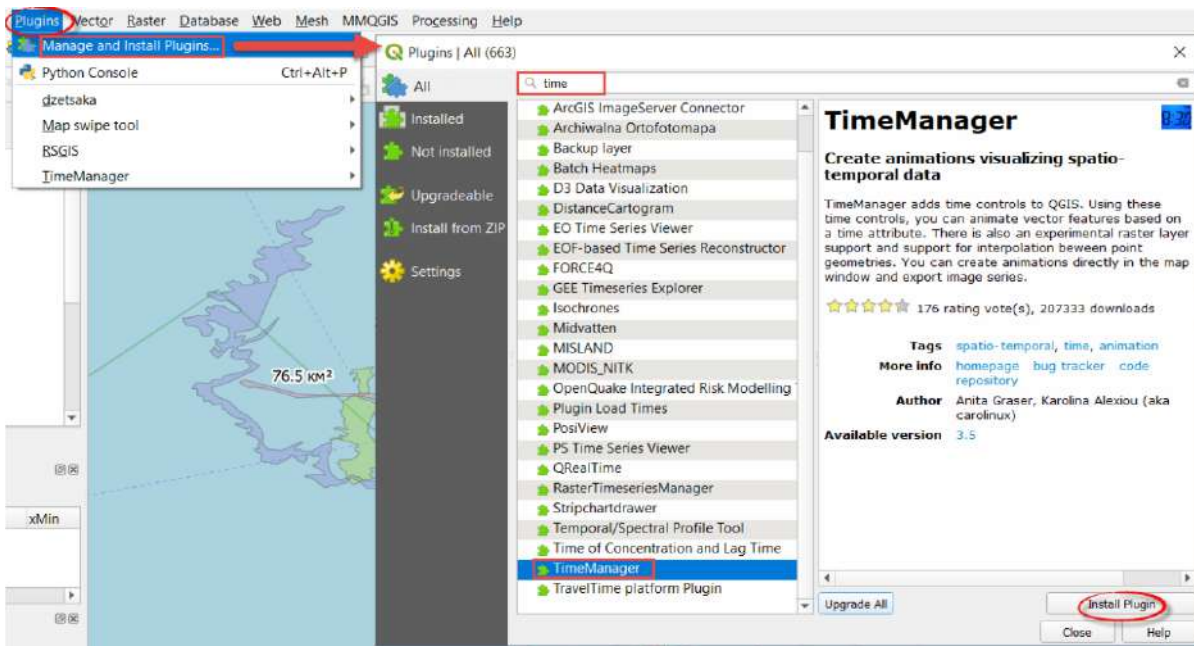 Plugins Vector Raster Database Web Mesh MMQGIS Processing Help
Manage and Install Plugins...
Python Console Ctrl+Alt+P
dzetsaka
Map swipe tool
RSGIS
TimeManager
76.5 км²
xMin
Plugins | All (663)
All
Installed
Not installed
Upgradeable
Install from ZIP
Settings
time
ArcGIS ImageServer Connector
Archiwalna Ortofotomapa
Backup layer
Batch Heatmaps
D3 Data Visualization
DistanceCartogram
EO Time Series Viewer
EOF-based Time Series Reconstructor
FORCE4Q
GEE Timeseries Explorer
Isochrones
Midvatten
MISLAND
MODIS_NITK
OpenQuake Integrated Risk Modelling
Plugin Load Times
PosiView
PS Time Series Viewer
QRealTime
RasterTimeseriesManager
Stripchartdrawer
Temporal/Spectral Profile Tool
Time of Concentration and Lag Time
TimeManager
TravelTime platform Plugin
TimeManager
Create animations visualizing spatio-
temporal data
TimeManager adds time controls to QGIS. Using these
time controls, you can animate vector features based on
a time attribute. There is also an experimental raster layer
support and support for interpolation beween point
geometries. You can create animations directly in the map
window and export image series.
176 rating vote(s), 207333 downloads
Tags spatio-temporal, time, animation
More info homepage bug tracker code
repository
Author Anita Graser, Karolina Alexiou (aka
carolinux)
Available version 3.5
Upgrade All Install Plugin
Close Help